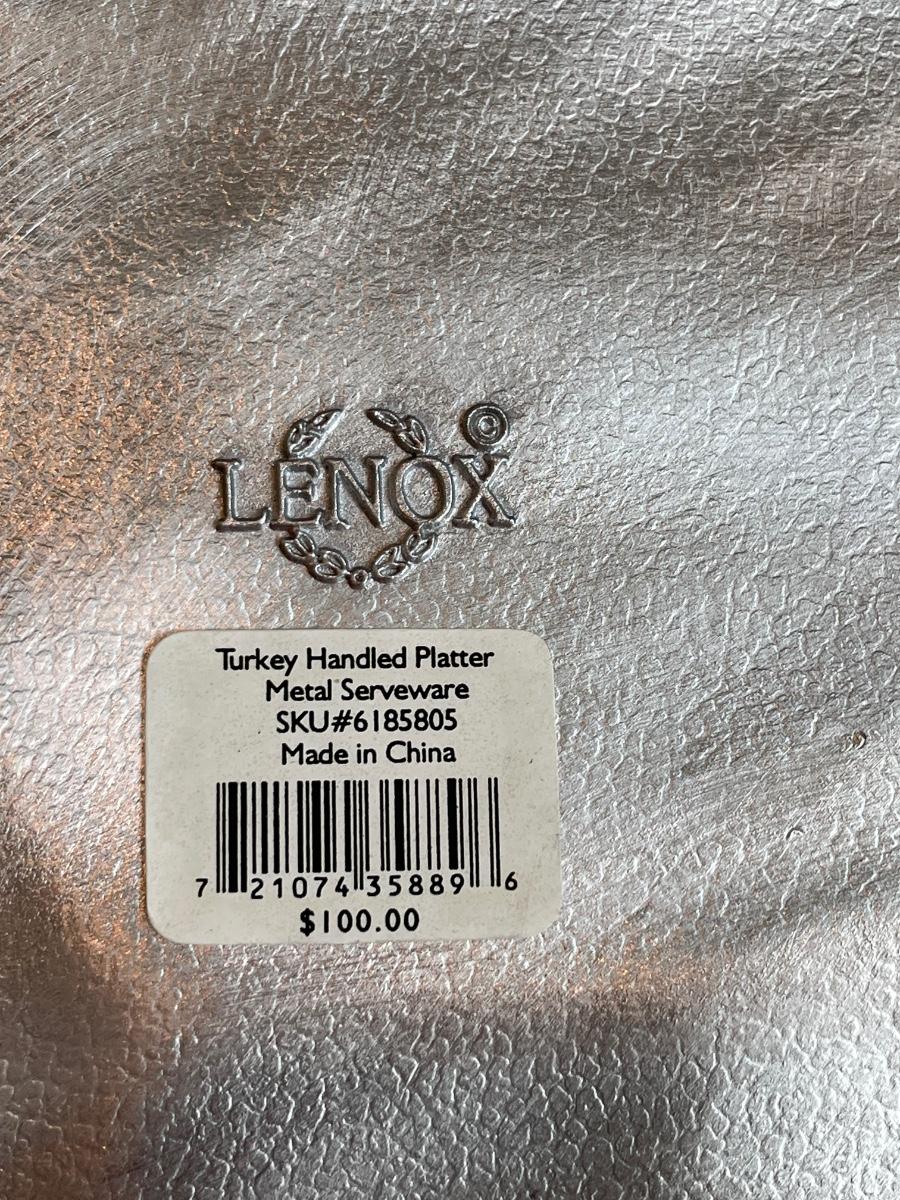 LENOX ©
Turkey Handled Platter
Metal Serveware
SKU#6185805
Made in China
7 21074 35889 6
$100.00